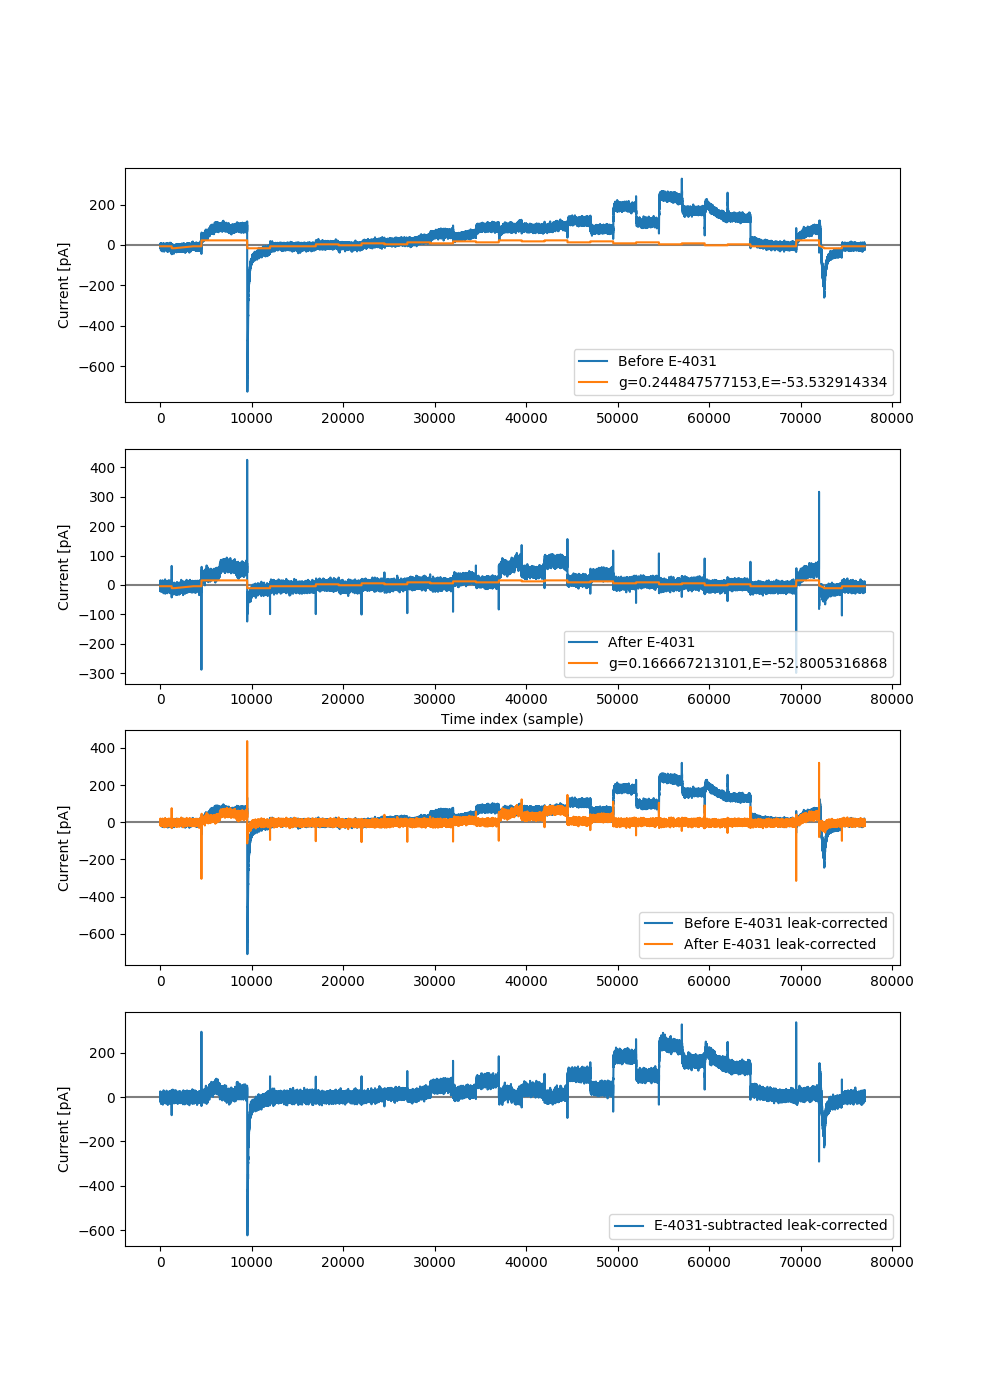 Current [pA]
200
0
−200
−400
−600
Before E-4031
g=0.244847577153,E=-53.532914334
0 10000 20000 30000 40000 50000 60000 70000 80000
Current [pA]
400
300
200
100
0
−100
−200
−300
After E-4031
g=0.166667213101,E=-52.8005316868
0 10000 20000 30000 40000 50000 60000 70000 80000
Time index (sample)
Current [pA]
400
200
0
−200
−400
−600
Before E-4031 leak-corrected
After E-4031 leak-corrected
0 10000 20000 30000 40000 50000 60000 70000 80000
Current [pA]
200
0
−200
−400
−600
E-4031-subtracted leak-corrected
0 10000 20000 30000 40000 50000 60000 70000 80000